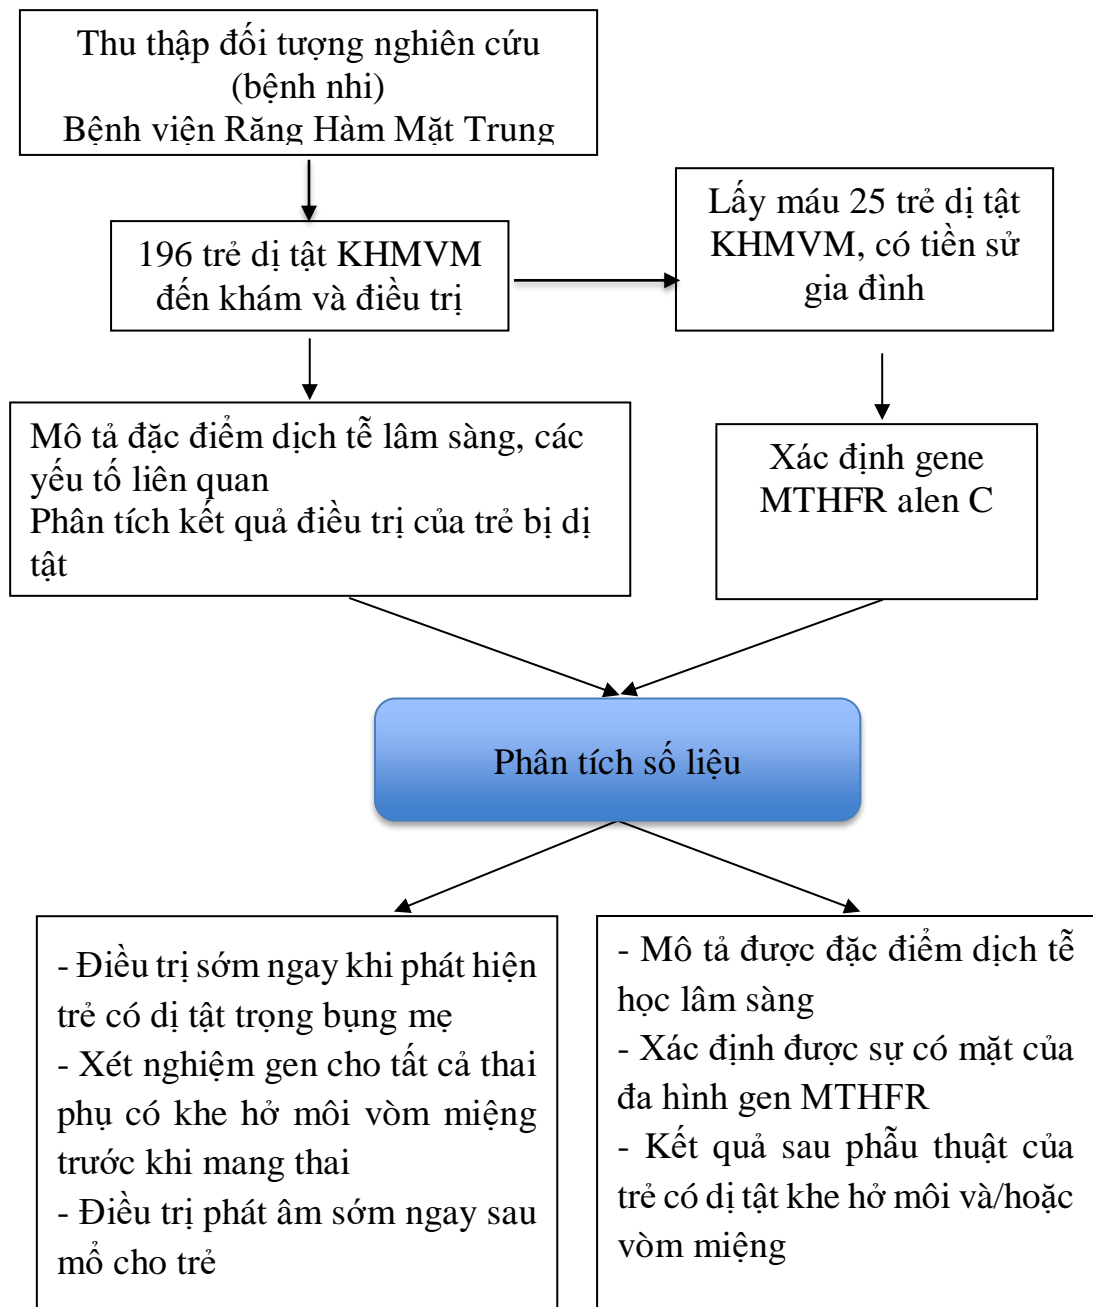 Thu thập đối tượng nghiên cứu
(bệnh nhi)
Bệnh viện Răng Hàm Mặt Trung
196 trẻ dị tật KHMVM
đến khám và điều trị
Lấy máu 25 trẻ dị tật
KHMVM, có tiền sử
gia đình
Mô tả đặc điểm dịch tễ lâm sàng, các
yếu tố liên quan
Phân tích kết quả điều trị của trẻ bị dị
tật
Xác định gene
MTHFR alen C
Phân tích số liệu
- Điều trị sớm ngay khi phát hiện
trẻ có dị tật trọng bụng mẹ
- Xét nghiệm gen cho tất cả thai
phụ có khe hở môi vòm miệng
trước khi mang thai
- Điều trị phát âm sớm ngay sau
mổ cho trẻ
- Mô tả được đặc điểm dịch tễ
học lâm sàng
- Xác định được sự có mặt của
đa hình gen MTHFR
- Kết quả sau phẫu thuật của
trẻ có dị tật khe hở môi và/hoặc
vòm miệng